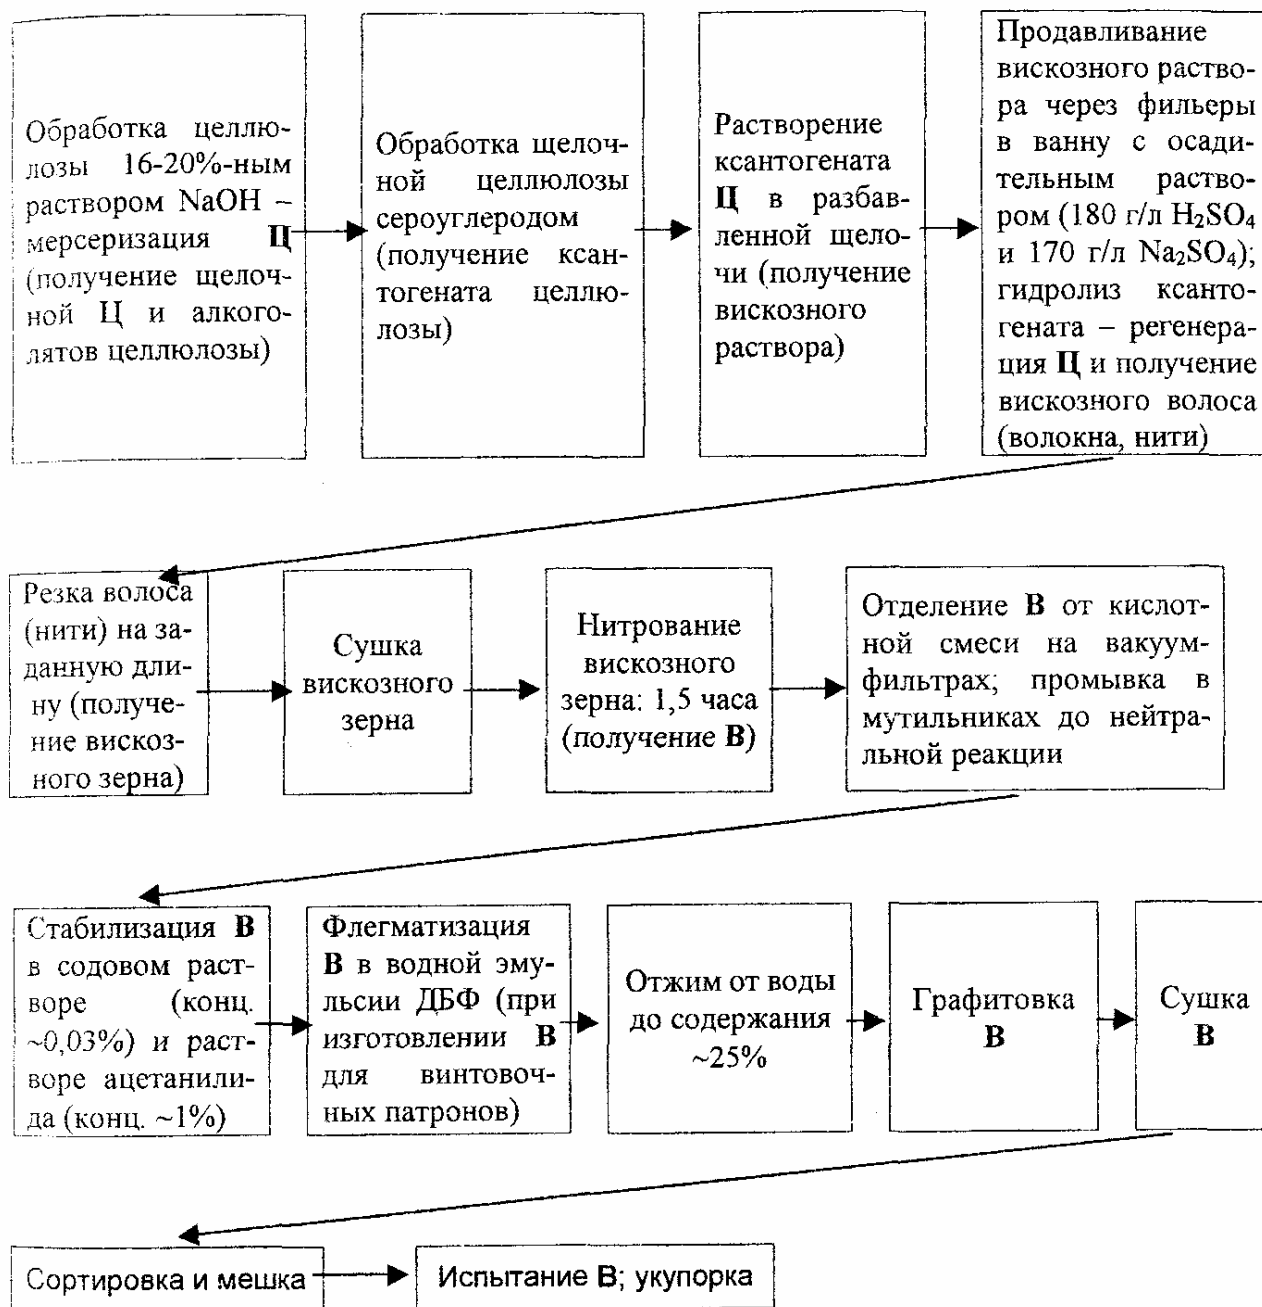 Обработка целлю-
лозы 16-20%-ным
раствором NaOH –
мерсеризация Ц
(получение щелоч-
ной Ц и алкого-
лятов целлюлозы)
Обработка щелоч-
ной целлюлозы
сероуглеродом
(получение ксан-
тогената целлю-
лозы)
Растворение
ксантогената
Ц в разбав-
ленной щело-
чи (получение
вискозного
раствора)
Продавливание
вискозного раство-
ра через фильеры
в ванну с осади-
тельным раство-
ром (180 г/л H₂SO₄
и 170 г/л Na₂SO₄);
гидролиз ксанто-
гената – регенера-
ция Ц и получение
вискозного волоса
(волокна, нити)
Резка волоса
(нити) на за-
данную дли-
ну (получе-
ние вискоз-
ного зерна)
Сушка
вискозного
зерна
Нитрование
вискозного
зерна: 1,5 часа
(получение В)
Отделение В от кислот-
ной смеси на вакуум-
фильтрах; промывка в
мутильниках до нейтра-
льной реакции
Стабилизация В
в содовом раст-
воре (конц.
~0,03%) и раст-
воре ацетанили-
да (конц. ~1%)
Флегматизация
В в водной эму-
льсии ДБФ (при
изготовлении В
для винтовоч-
ных патронов)
Отжим от воды
до содержания
~25%
Графитовка
В
Сушка
В
Сортировка и мешка
Испытание В; укупорка